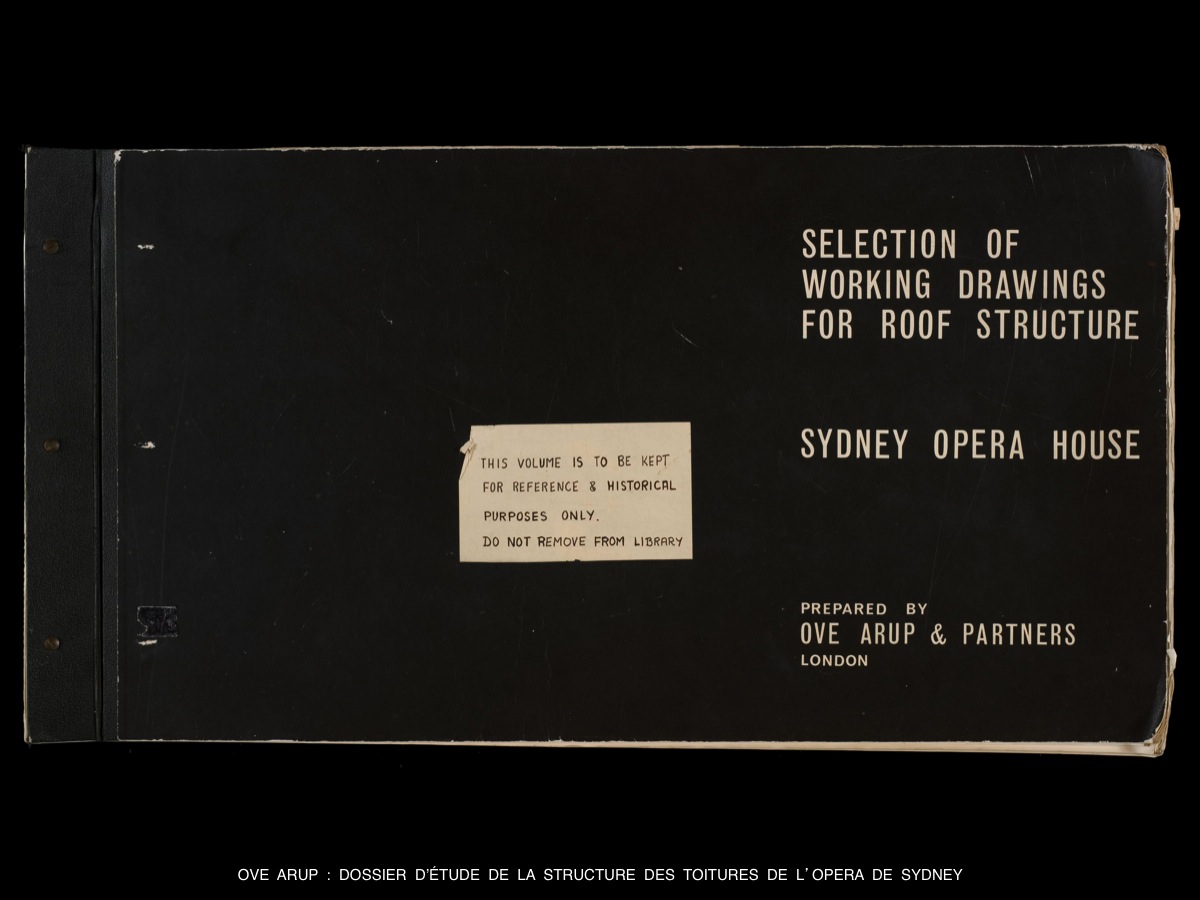 SELECTION OF
WORKING DRAWINGS
FOR ROOF STRUCTURE
SYDNEY OPERA HOUSE
THIS VOLUME IS TO BE KEPT
FOR REFERENCE & HISTORICAL
PURPOSES ONLY.
DO NOT REMOVE FROM LIBRARY
PREPARED BY
OVE ARUP & PARTNERS
LONDON
OVE ARUP : DOSSIER D'ÉTUDE DE LA STRUCTURE DES TOITURES DE L'OPERA DE SYDNEY